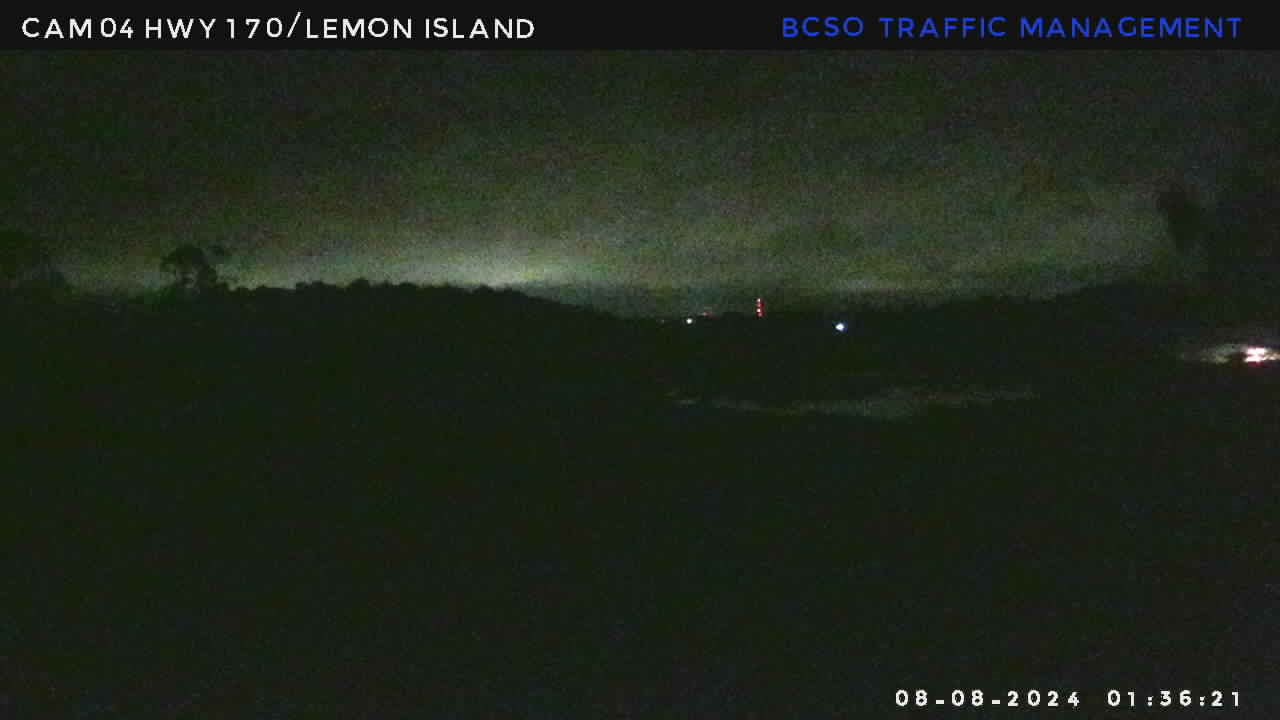 CAM 04 HWY 170/LEMON ISLAND
BCSO TRAFFIC MANAGEMENT
08-08-2024 01:36:21